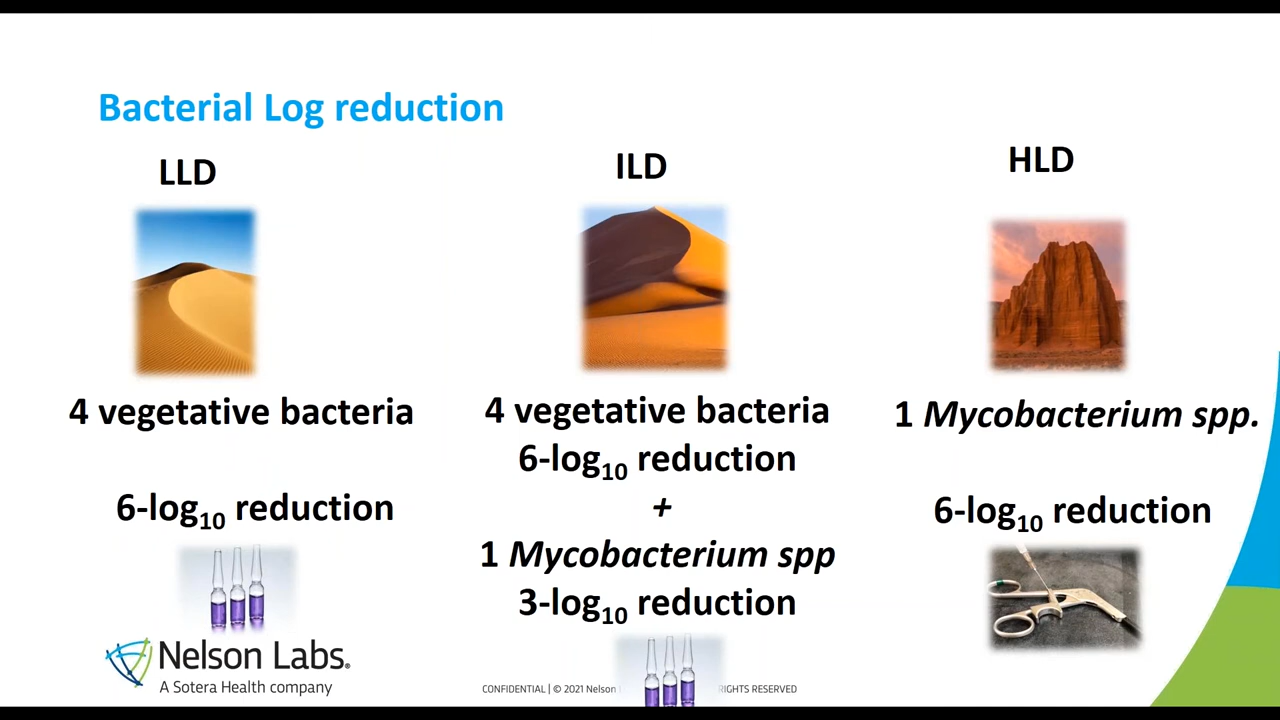 Bacterial Log reduction
LLD
4 vegetative bacteria
6-log₁₀ reduction
ILD
4 vegetative bacteria
6-log₁₀ reduction
+
1 Mycobacterium spp
3-log₁₀ reduction
HLD
1 Mycobacterium spp.
6-log₁₀ reduction
Nelson Labs®
A Sotera Health company
CONFIDENTIAL | © 2021 Nelson RIGHTS RESERVED